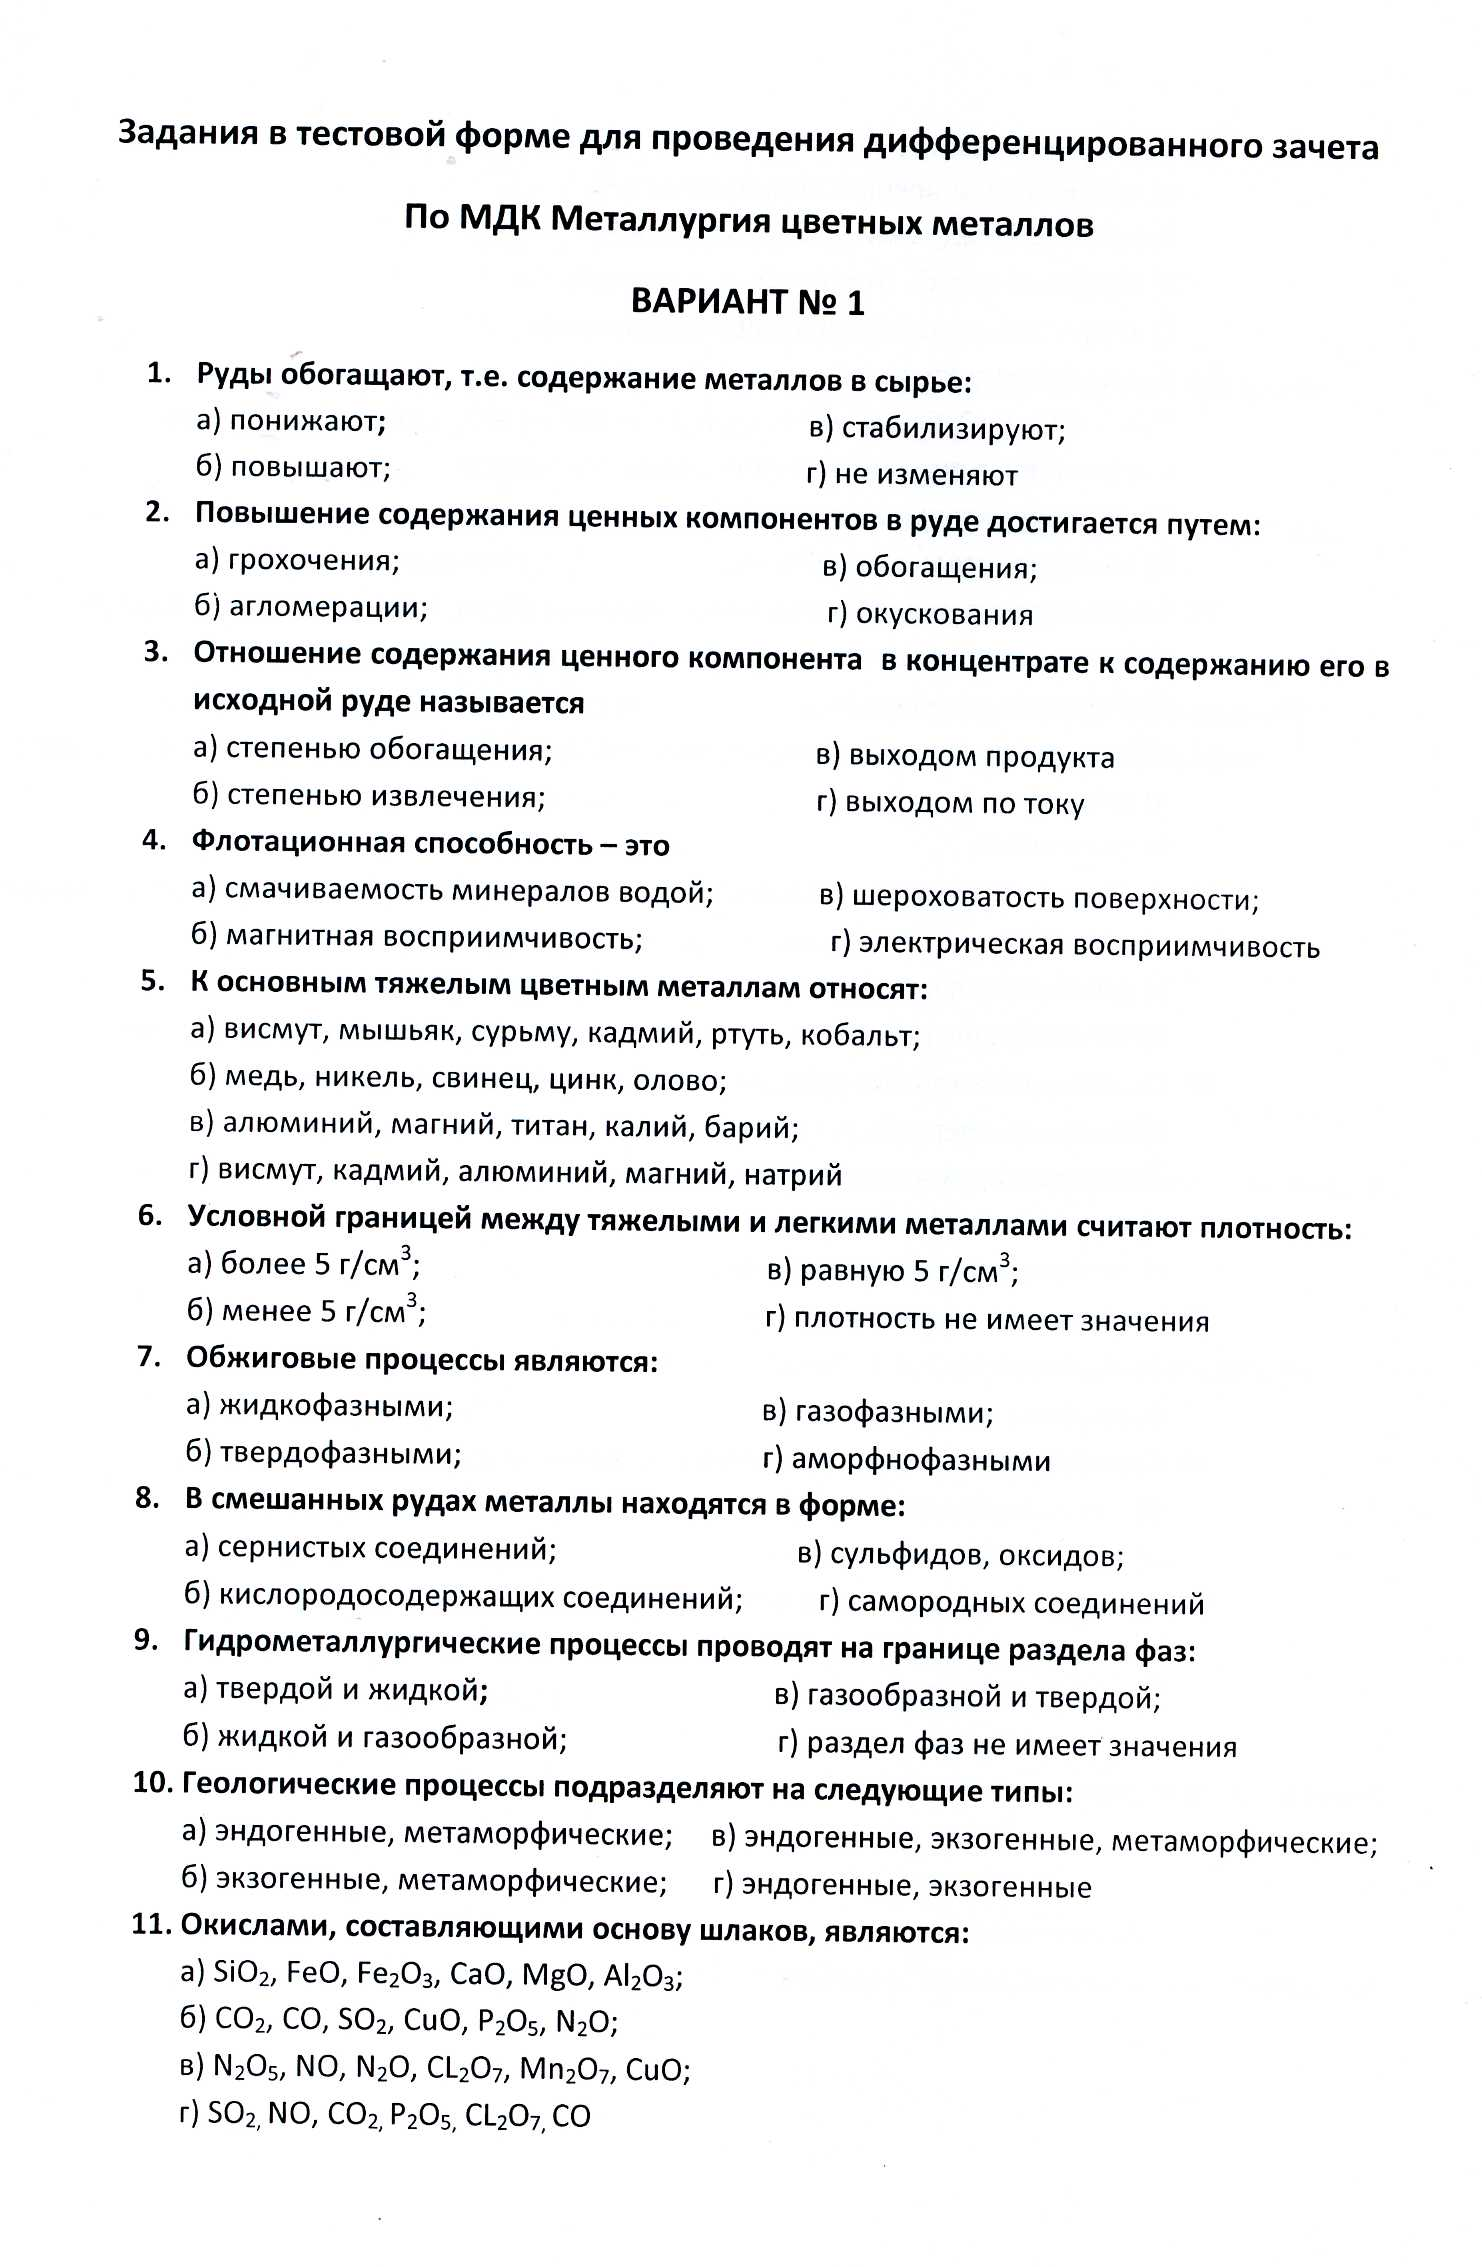 Задания в тестовой форме для проведения дифференцированного зачета
По МДК Металлургия цветных металлов
ВАРИАНТ № 1
1. Руды обогащают, т.е. содержание металлов в сырье:
а) понижают; в) стабилизируют;
б) повышают; г) не изменяют
2. Повышение содержания ценных компонентов в руде достигается путем:
а) грохочения; в) обогащения;
б) агломерации; г) окускования
3. Отношение содержания ценного компонента в концентрате к содержанию его в
исходной руде называется
а) степенью обогащения; в) выходом продукта
б) степенью извлечения; г) выходом по току
4. Флотационная способность – это
а) смачиваемость минералов водой; в) шероховатость поверхности;
б) магнитная восприимчивость; г) электрическая восприимчивость
5. К основным тяжелым цветным металлам относят:
а) висмут, мышьяк, сурьму, кадмий, ртуть, кобальт;
б) медь, никель, свинец, цинк, олово;
в) алюминий, магний, титан, калий, барий;
г) висмут, кадмий, алюминий, магний, натрий
6. Условной границей между тяжелыми и легкими металлами считают плотность:
а) более 5 г/см³; в) равную 5 г/см³;
б) менее 5 г/см³; г) плотность не имеет значения
7. Обжиговые процессы являются:
а) жидкофазными; в) газофазными;
б) твердофазными; г) аморфнофазными
8. В смешанных рудах металлы находятся в форме:
а) сернистых соединений; в) сульфидов, оксидов;
б) кислородосодержащих соединений; г) самородных соединений
9. Гидрометаллургические процессы проводят на границе раздела фаз:
а) твердой и жидкой; в) газообразной и твердой;
б) жидкой и газообразной; г) раздел фаз не имеет значения
10. Геологические процессы подразделяют на следующие типы:
а) эндогенные, метаморфические; в) эндогенные, экзогенные, метаморфические;
б) экзогенные, метаморфические; г) эндогенные, экзогенные
11. Окислами, составляющими основу шлаков, являются:
а) SiO₂, FeO, Fe₂O₃, CaO, MgO, Al₂O₃;
б) CO₂, CO, SO₂, CuO, P₂O₅, N₂O;
в) N₂O₅, NO, N₂O, CL₂O₇, Mn₂O₇, CuO;
г) SO₂, NO, CO₂, P₂O₅, CL₂O₇, CO